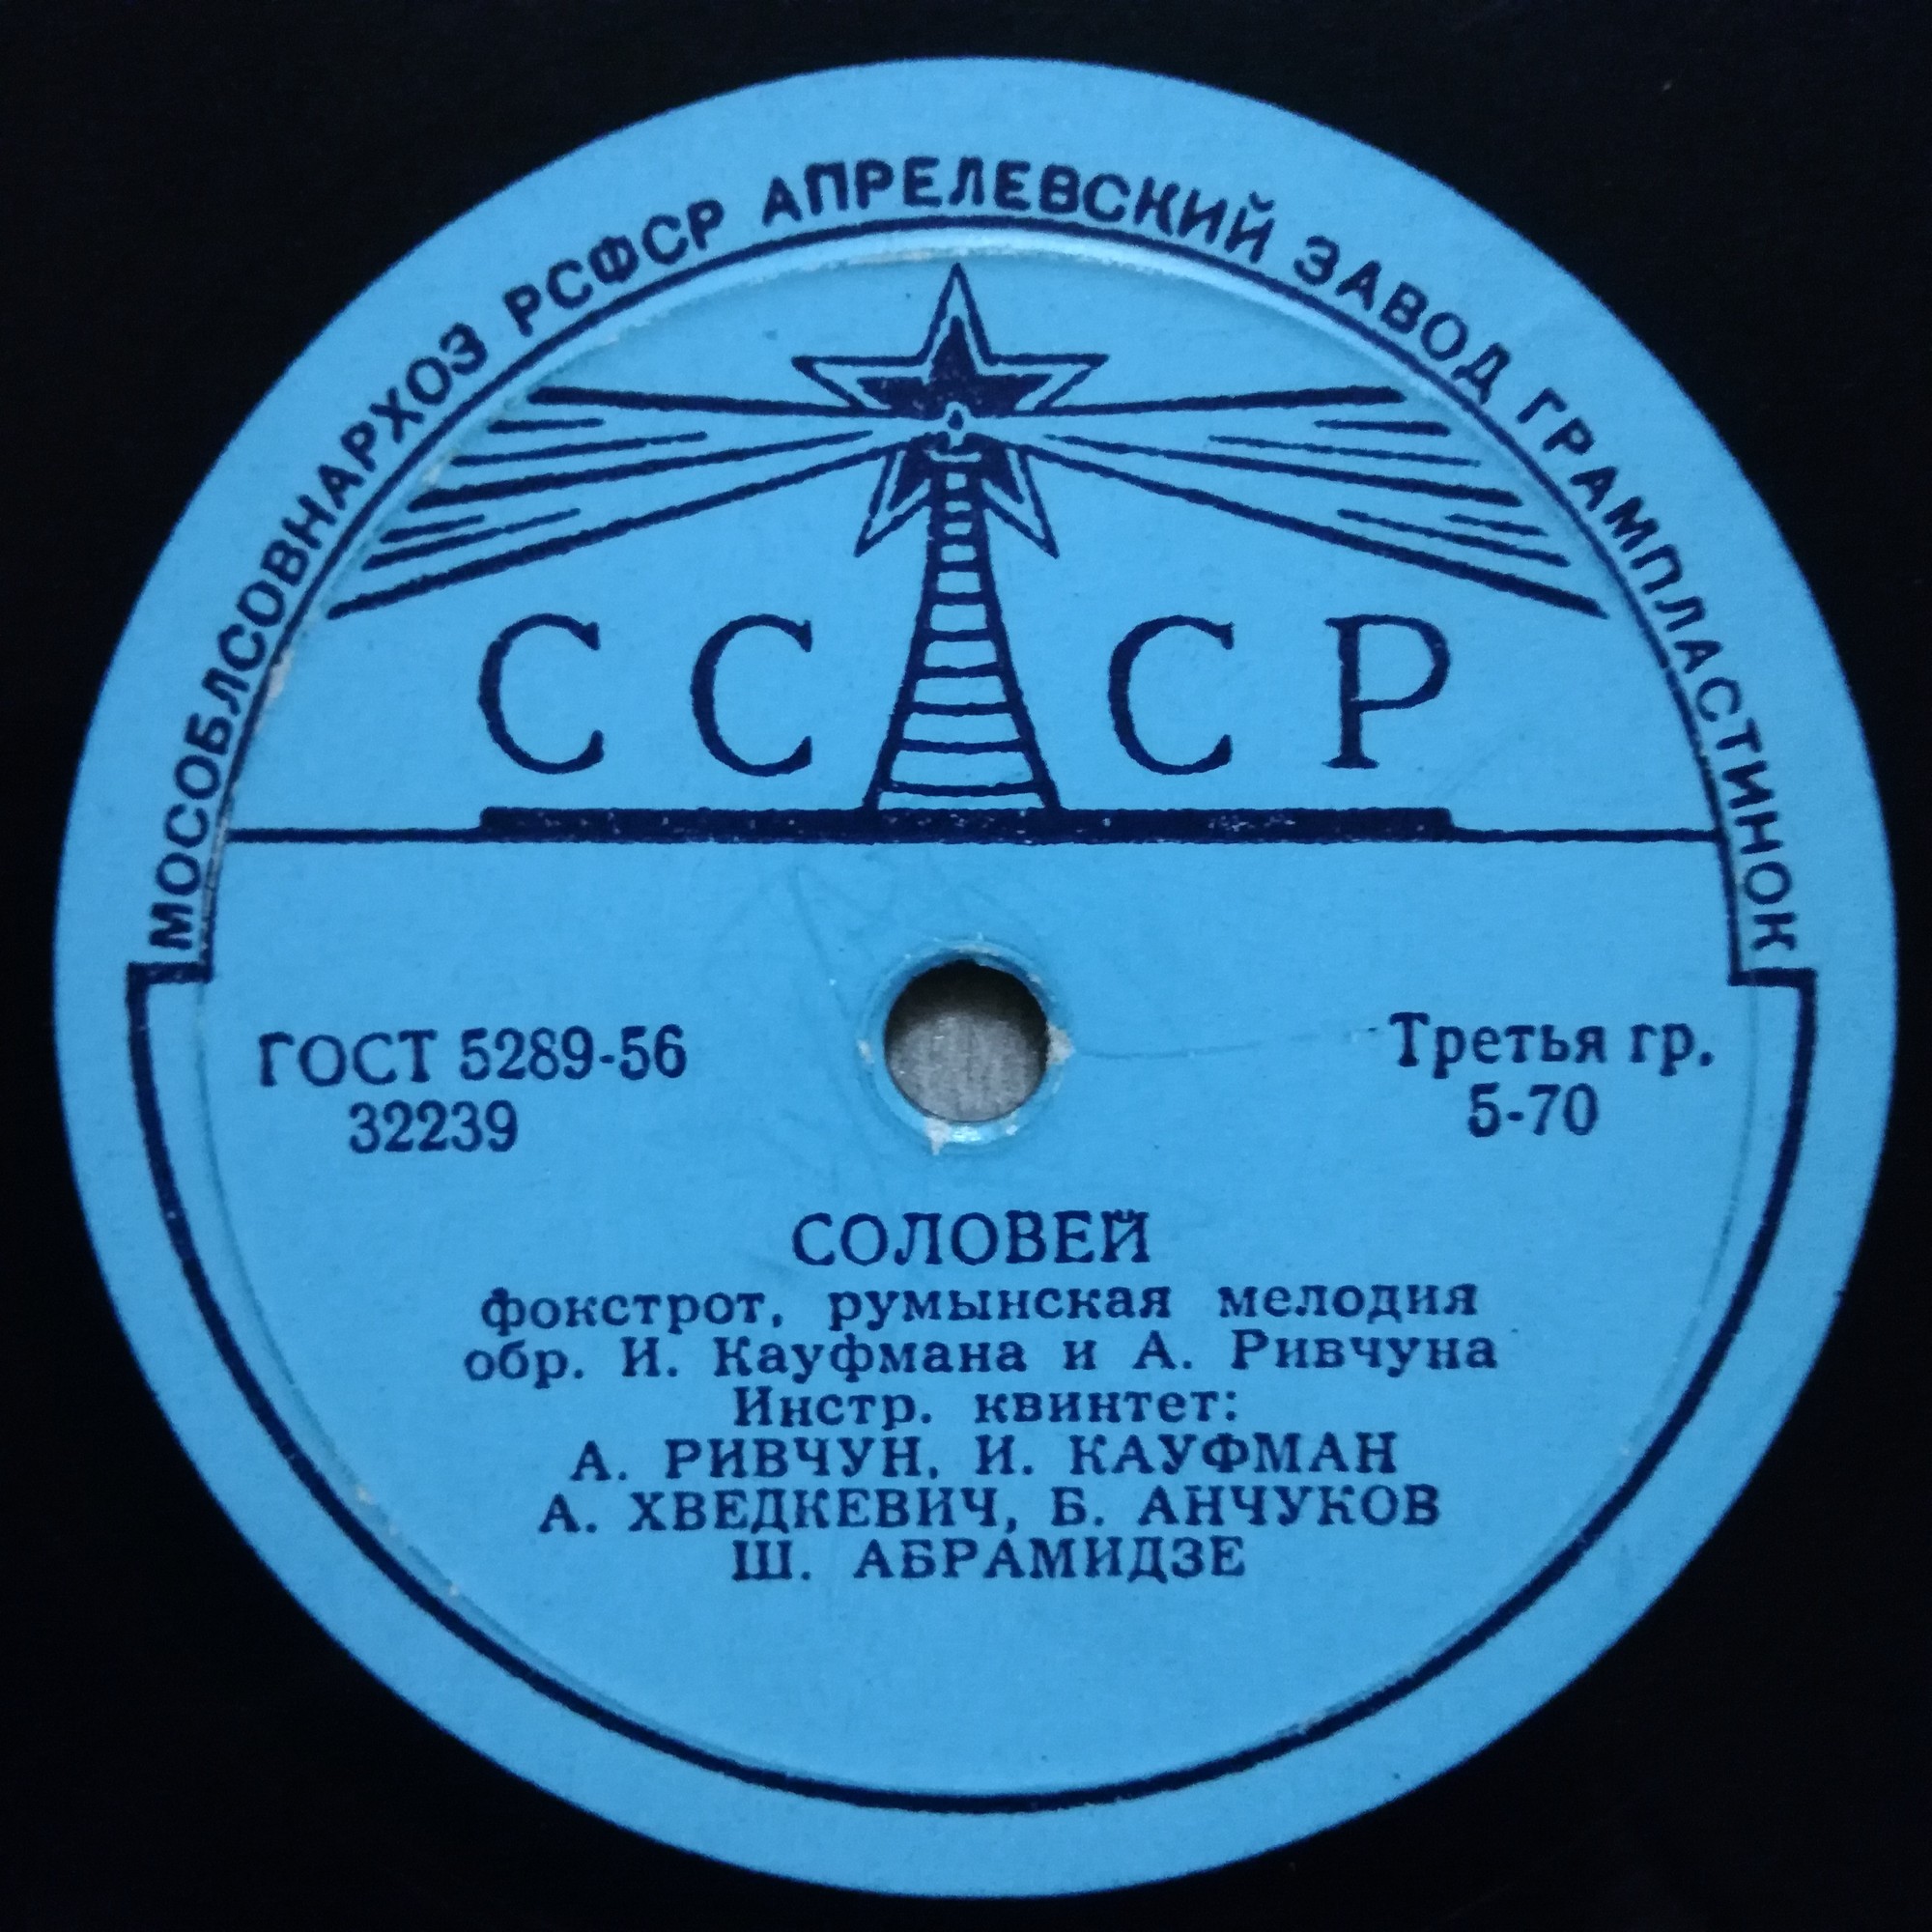 МОСОБЛСОВНАРХОЗ РСФСР АПРЕЛЕВСКИЙ ЗАВОД ГРАМПЛАСТИНОК
СССР
ГОСТ 5289-56
32239
Третья гр.
5-70
СОЛОВЕЙ
фокстрот, румынская мелодия
обр. И. Кауфмана и А. Ривчуна
Инстр. квинтет:
А. РИВЧУН, И. КАУФМАН
А. ХВЕДКЕВИЧ, Б. АНЧУКОВ
Ш. АБРАМИДЗЕ